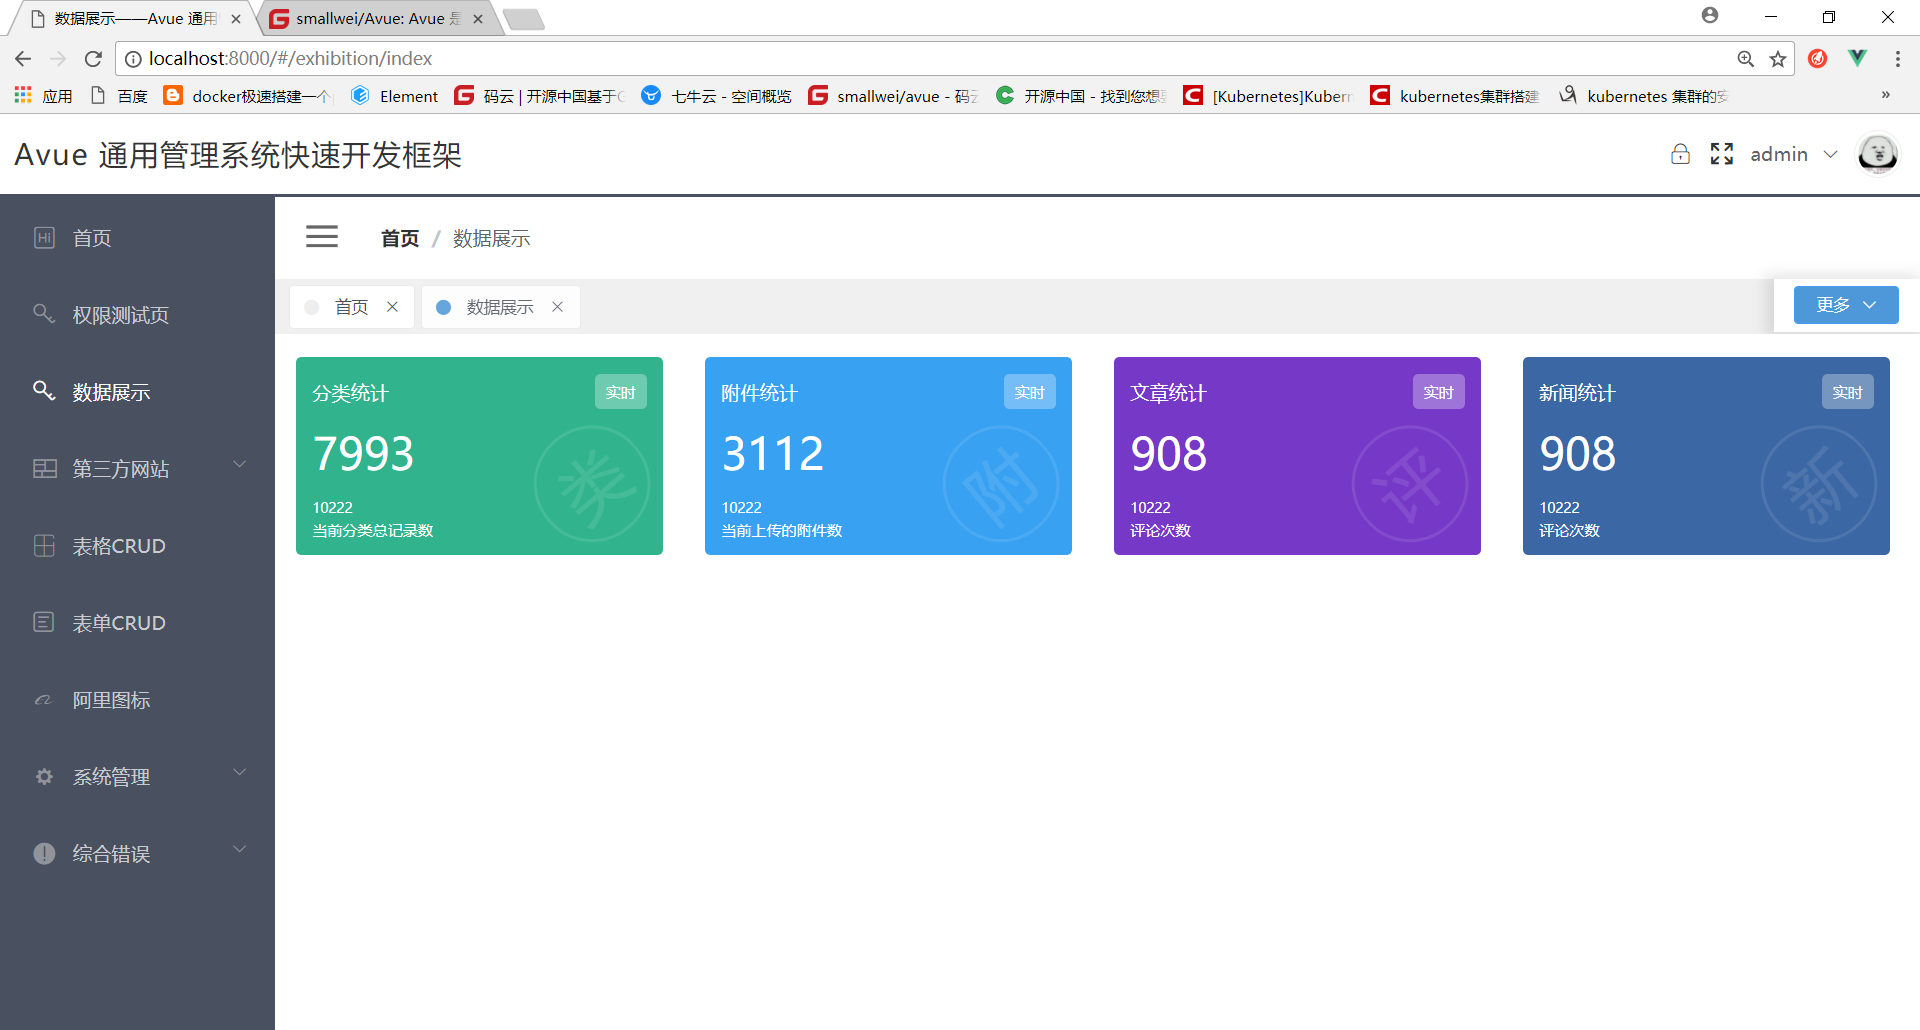 数据展示——Avue 通用
smallwei/Avue: Avue 是
localhost:8000/#/exhibition/index
应用
百度
docker极速搭建一个
Element
码云 | 开源中国基于G
七牛云 - 空间概览
smallwei/avue - 码云
开源中国 - 找到您想要
[Kubernetes]Kubern
kubernetes集群搭建
kubernetes 集群的安
Avue 通用管理系统快速开发框架
admin
首页
权限测试页
数据展示
第三方网站
表格CRUD
表单CRUD
阿里图标
系统管理
综合错误
首页 / 数据展示
首页
数据展示
更多
分类统计
实时
7993
10222
当前分类总记录数
类
附件统计
实时
3112
10222
当前上传的附件数
附
文章统计
实时
908
10222
评论次数
评
新闻统计
实时
908
10222
评论次数
新